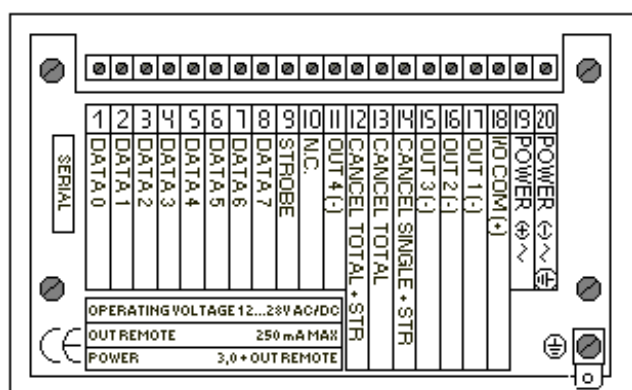 1 2 3 4 5 6 7 8 9 10 11 12 13 14 15 16 17 18 19 20
DATA 0
DATA 1
DATA 2
DATA 3
DATA 4
DATA 5
DATA 6
DATA 7
STROBE
N.C.
OUT 4 (-)
CANCEL TOTAL + STR
CANCEL TOTAL
CANCEL SINGLE + STR
OUT 3 (-)
OUT 2 (-)
OUT 1 (-)
I/O COM (+)
POWER ⊕ ~
POWER ⊖ ~
SERIAL
OPERATING VOLTAGE 12...28V AC/DC
OUT REMOTE 250 mA MAX
POWER 3,0 + OUT REMOTE
CE